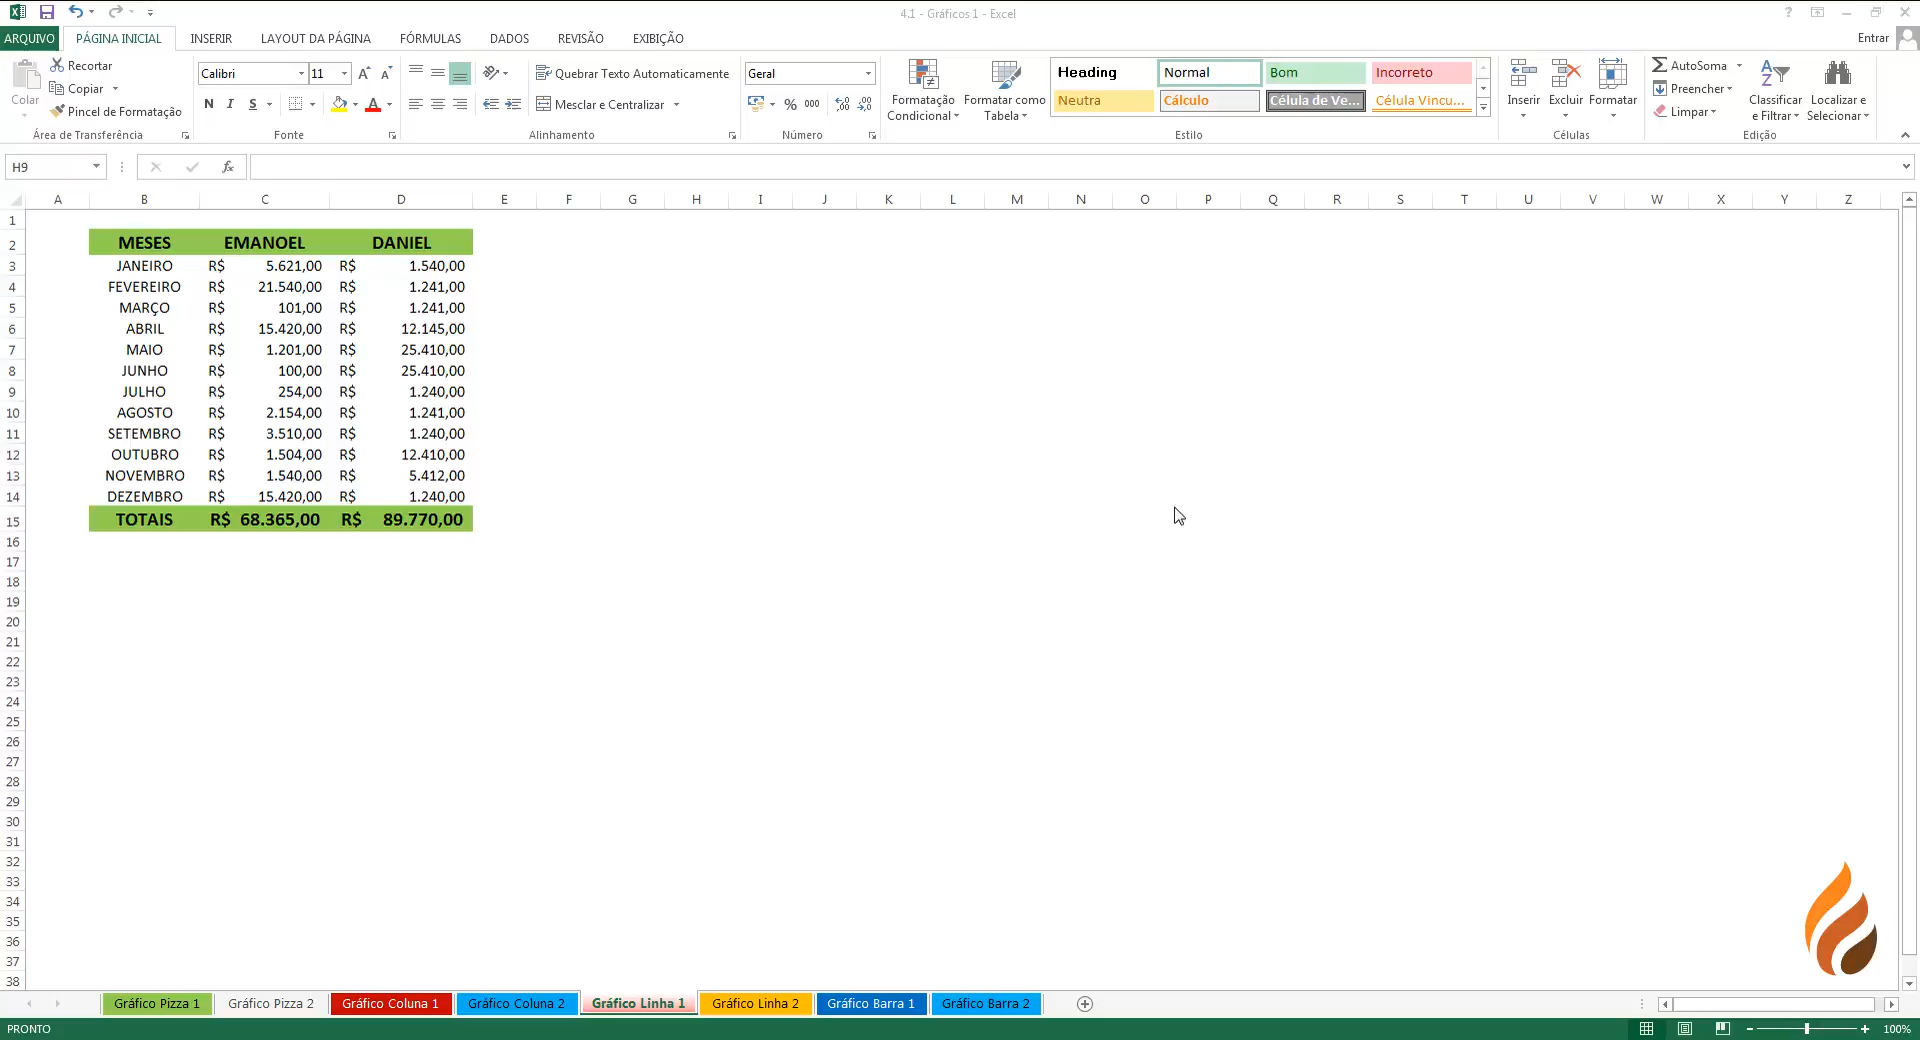 4.1 - Gráficos 1 - Excel
ARQUIVO PÁGINA INICIAL INSERIR LAYOUT DA PÁGINA FÓRMULAS DADOS REVISÃO EXIBIÇÃO Entrar
Colar
Recortar
Copiar
Pincel de Formatação
Área de Transferência
Calibri 11
N I S
Fonte
Quebrar Texto Automaticamente
Mesclar e Centralizar
Alinhamento
Geral
% 000
Número
Formatação Condicional
Formatar como Tabela
Heading Normal Bom Incorreto
Neutra Cálculo Célula de Ve... Célula Vincu...
Estilo
Inserir Excluir Formatar
Células
AutoSoma
Preencher
Limpar
Classificar e Filtrar
Localizar e Selecionar
Edição
H9 fx
A B C D E F G H I J K L M N O P Q R S T U V W X Y Z
1
2 MESES EMANOEL DANIEL
3 JANEIRO R$ 5.621,00 R$ 1.540,00
4 FEVEREIRO R$ 21.540,00 R$ 1.241,00
5 MARÇO R$ 101,00 R$ 1.241,00
6 ABRIL R$ 15.420,00 R$ 12.145,00
7 MAIO R$ 1.201,00 R$ 25.410,00
8 JUNHO R$ 100,00 R$ 25.410,00
9 JULHO R$ 254,00 R$ 1.240,00
10 AGOSTO R$ 2.154,00 R$ 1.241,00
11 SETEMBRO R$ 3.510,00 R$ 1.240,00
12 OUTUBRO R$ 1.504,00 R$ 12.410,00
13 NOVEMBRO R$ 1.540,00 R$ 5.412,00
14 DEZEMBRO R$ 15.420,00 R$ 1.240,00
15 TOTAIS R$ 68.365,00 R$ 89.770,00
16
17
18
19
20
21
22
23
24
25
26
27
28
29
30
31
32
33
34
35
36
37
38
Gráfico Pizza 1 Gráfico Pizza 2 Gráfico Coluna 1 Gráfico Coluna 2 Gráfico Linha 1 Gráfico Linha 2 Gráfico Barra 1 Gráfico Barra 2
PRONTO 100%